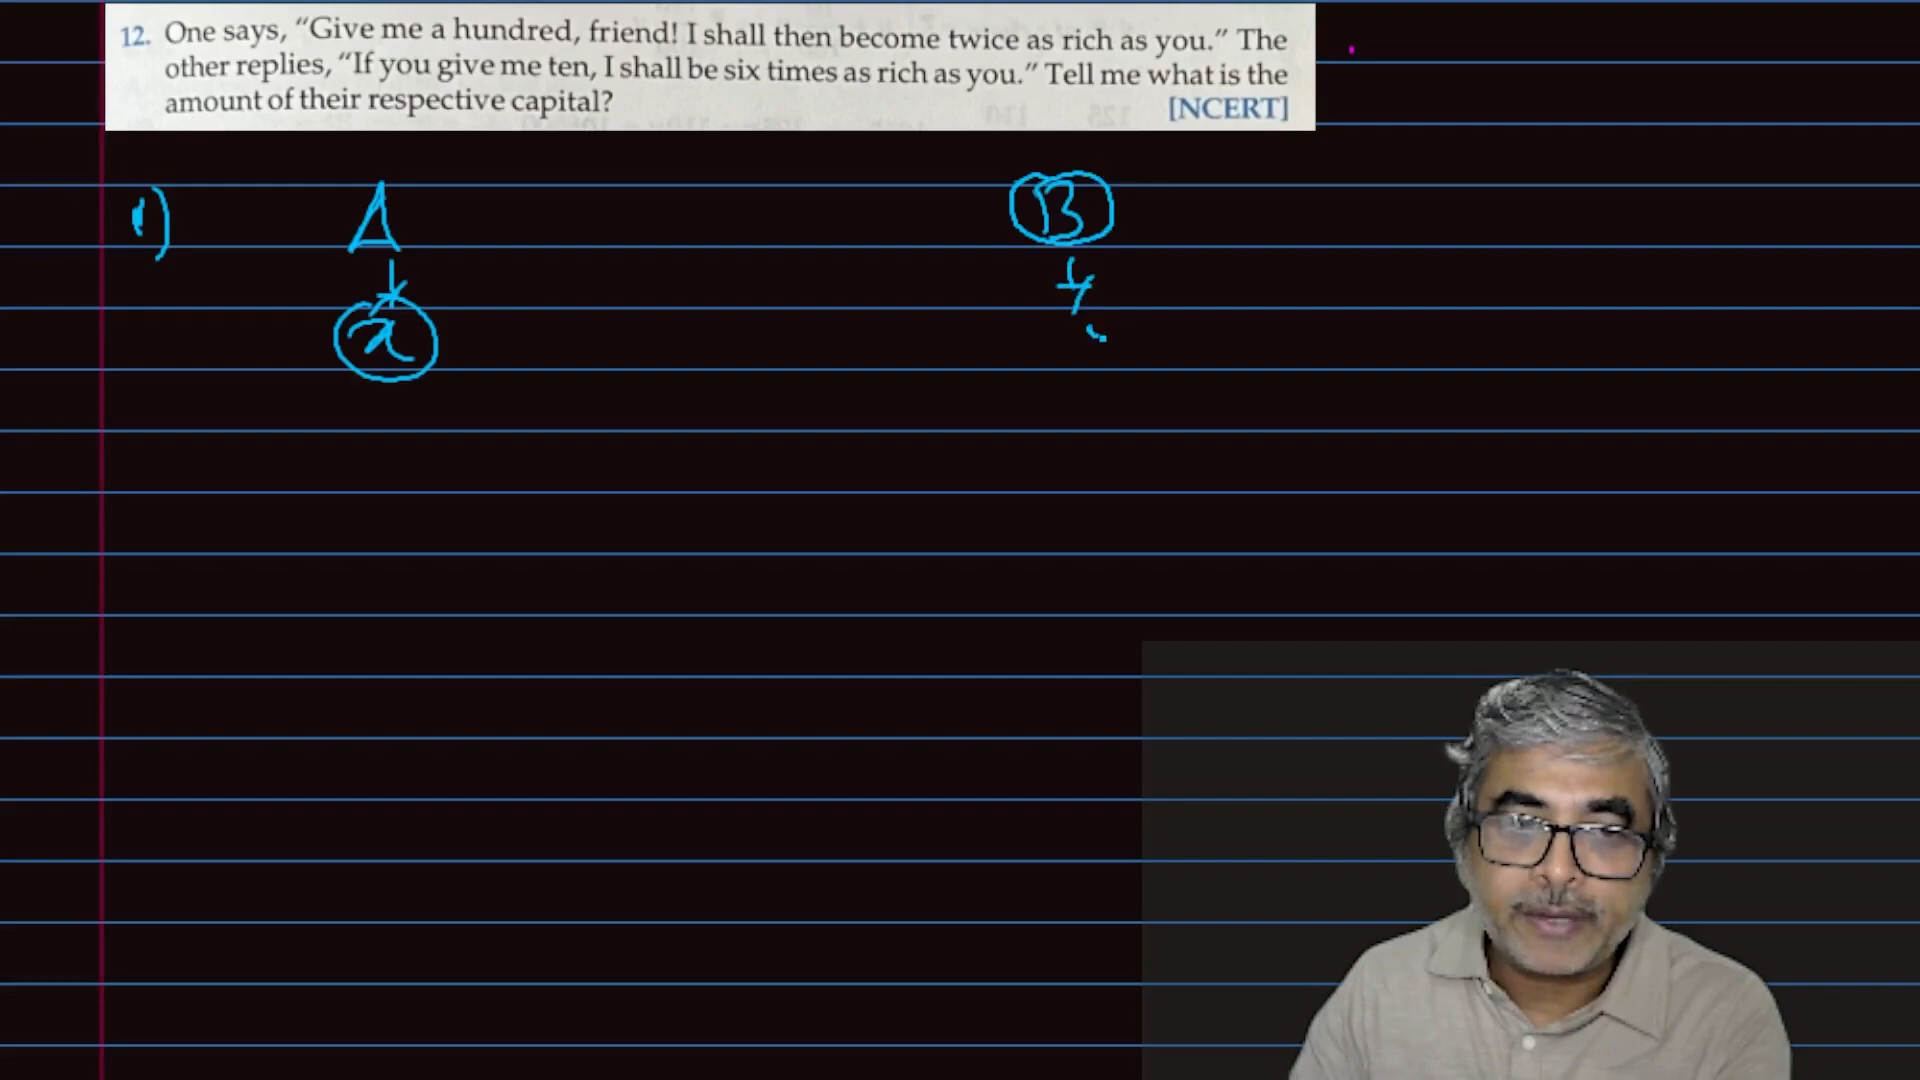 12. One says, “Give me a hundred, friend! I shall then become twice as rich as you.” The
other replies, “If you give me ten, I shall be six times as rich as you.” Tell me what is the
amount of their respective capital? [NCERT]
1) A B
x